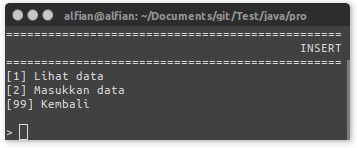 alfian@alfian: ~/Documents/git/Test/java/pro
================================================
INSERT
================================================
[1] Lihat data
[2] Masukkan data
[99] Kembali
>